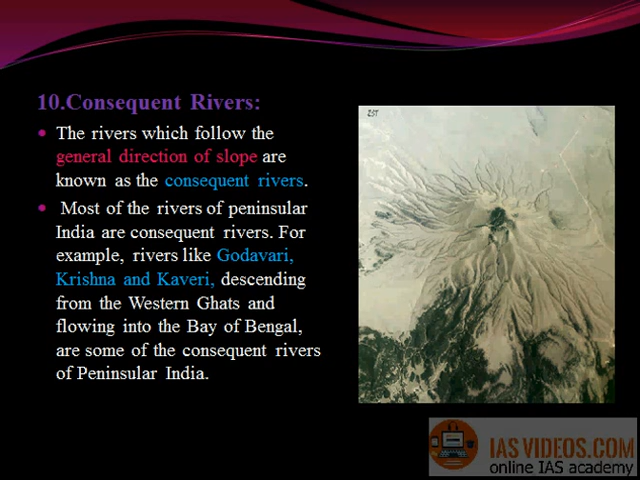 10.Consequent Rivers:
The rivers which follow the
general direction of slope are
known as the consequent rivers.
Most of the rivers of peninsular
India are consequent rivers. For
example, rivers like Godavari,
Krishna and Kaveri, descending
from the Western Ghats and
flowing into the Bay of Bengal,
are some of the consequent rivers
of Peninsular India.
IAS VIDEOS.COM
online IAS academy